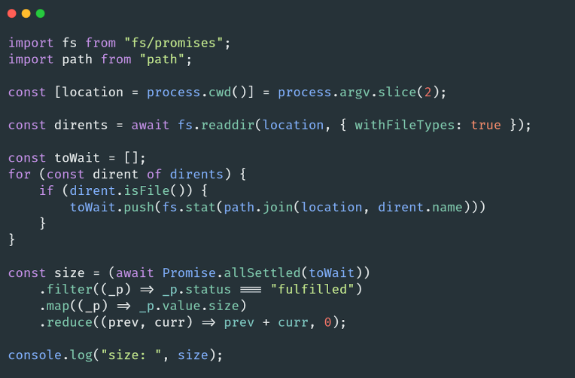 import fs from "fs/promises";
import path from "path";

const [location = process.cwd()] = process.argv.slice(2);

const dirents = await fs.readdir(location, { withFileTypes: true });

const toWait = [];
for (const dirent of dirents) {
    if (dirent.isFile()) {
        toWait.push(fs.stat(path.join(location, dirent.name)))
    }
}

const size = (await Promise.allSettled(toWait))
    .filter((_p) => _p.status === "fulfilled")
    .map((_p) => _p.value.size)
    .reduce((prev, curr) => prev + curr, 0);

console.log("size: ", size);